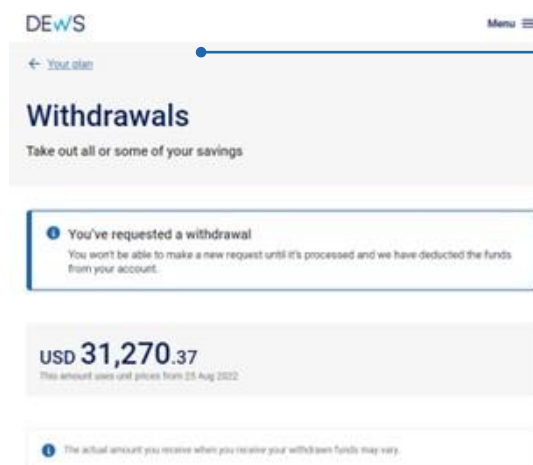 DEWS
Menu
← Your plan
Withdrawals
Take out all or some of your savings
You've requested a withdrawal
You won't be able to make a new request until it's processed and we have deducted the funds
from your account.
USD 31,270.37
This amount uses unit prices from 25 Aug 2022
The actual amount you receive when you receive your withdrawn funds may vary.